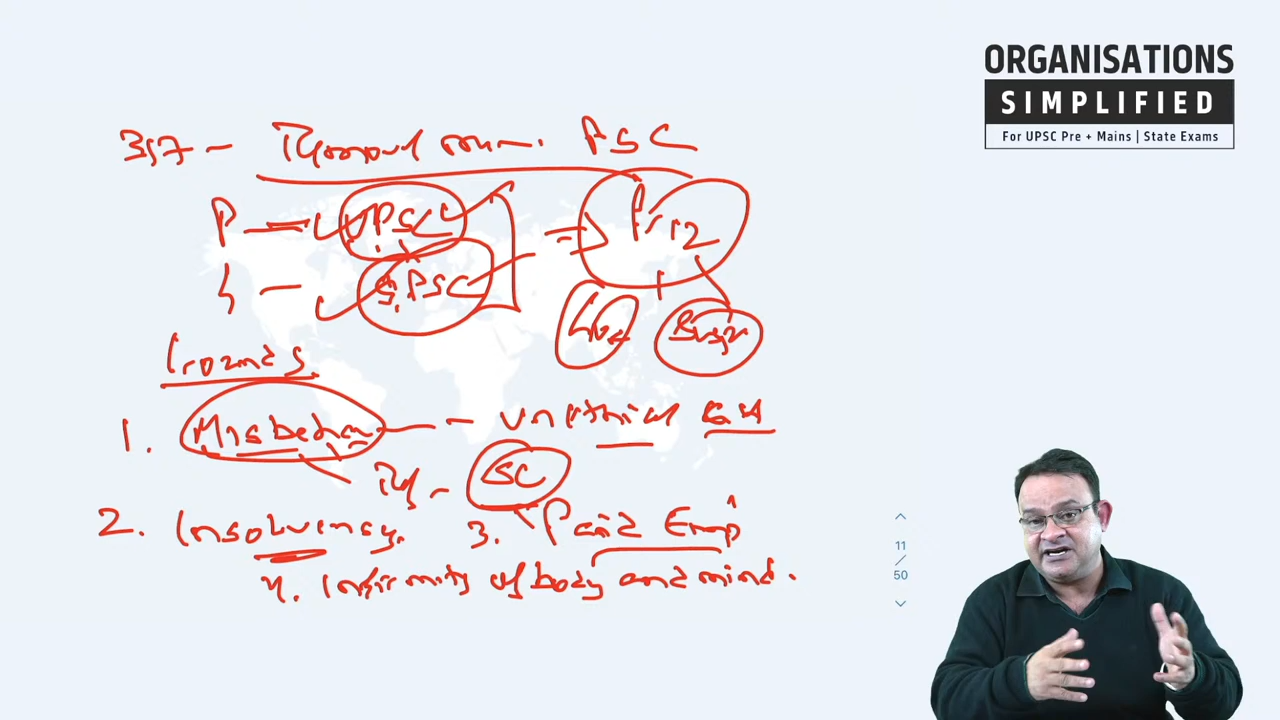 ORGANISATIONS
SIMPLIFIED
For UPSC Pre + Mains | State Exams
317 - Removal mem. PSC
P - UPSC
S - SPSC
Grounds
1. Misbehav - unethical
Ref - SC
2. Insolvency. 3. Paid Emp
4. Infirmity of body and mind.
11
/
50